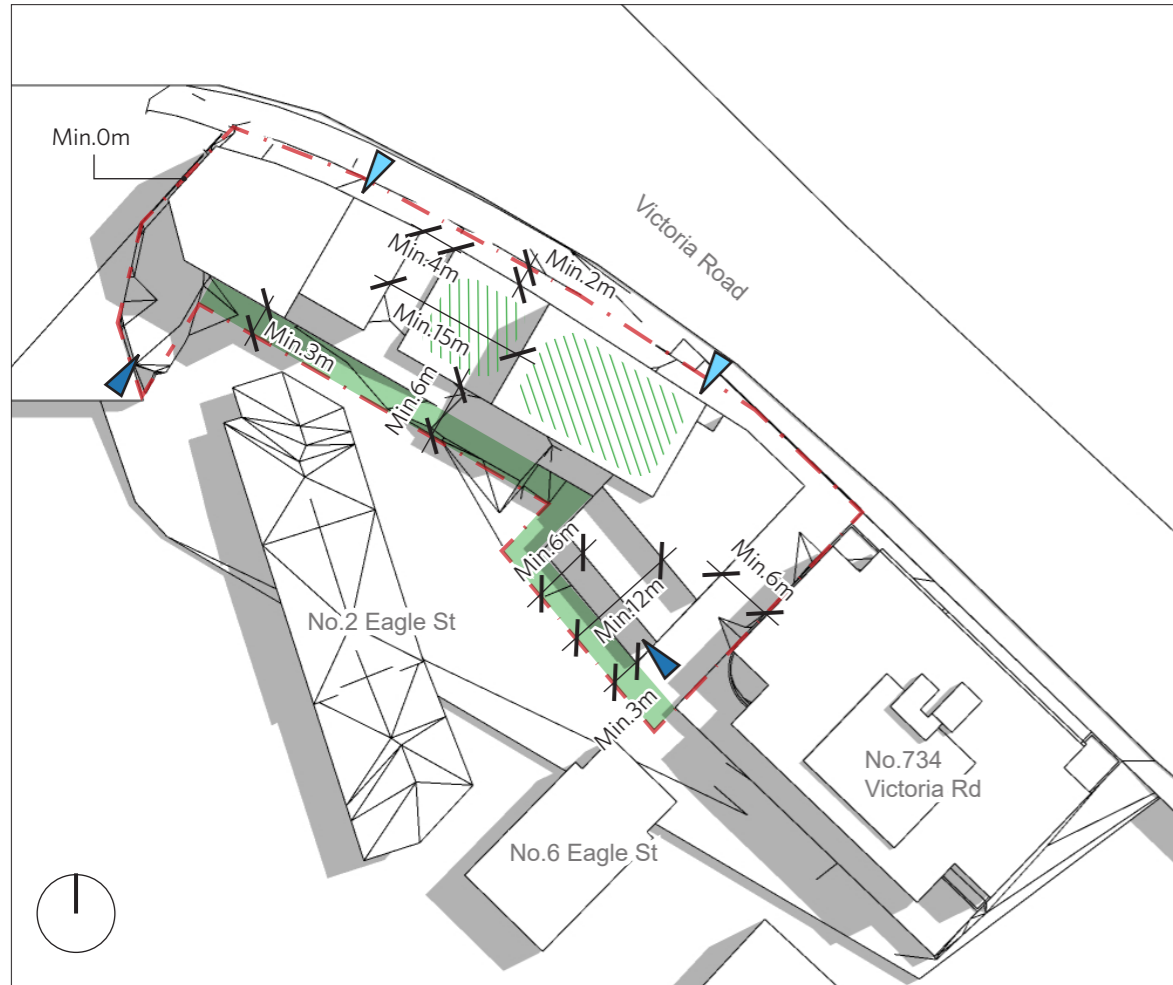 Min.0m
Victoria Road
Min.4m
Min.2m
Min.15m
Min.3m
Min.6m
Min.6m
Min.6m
Min.12m
Min.3m
No.2 Eagle St
No.734
Victoria Rd
No.6 Eagle St